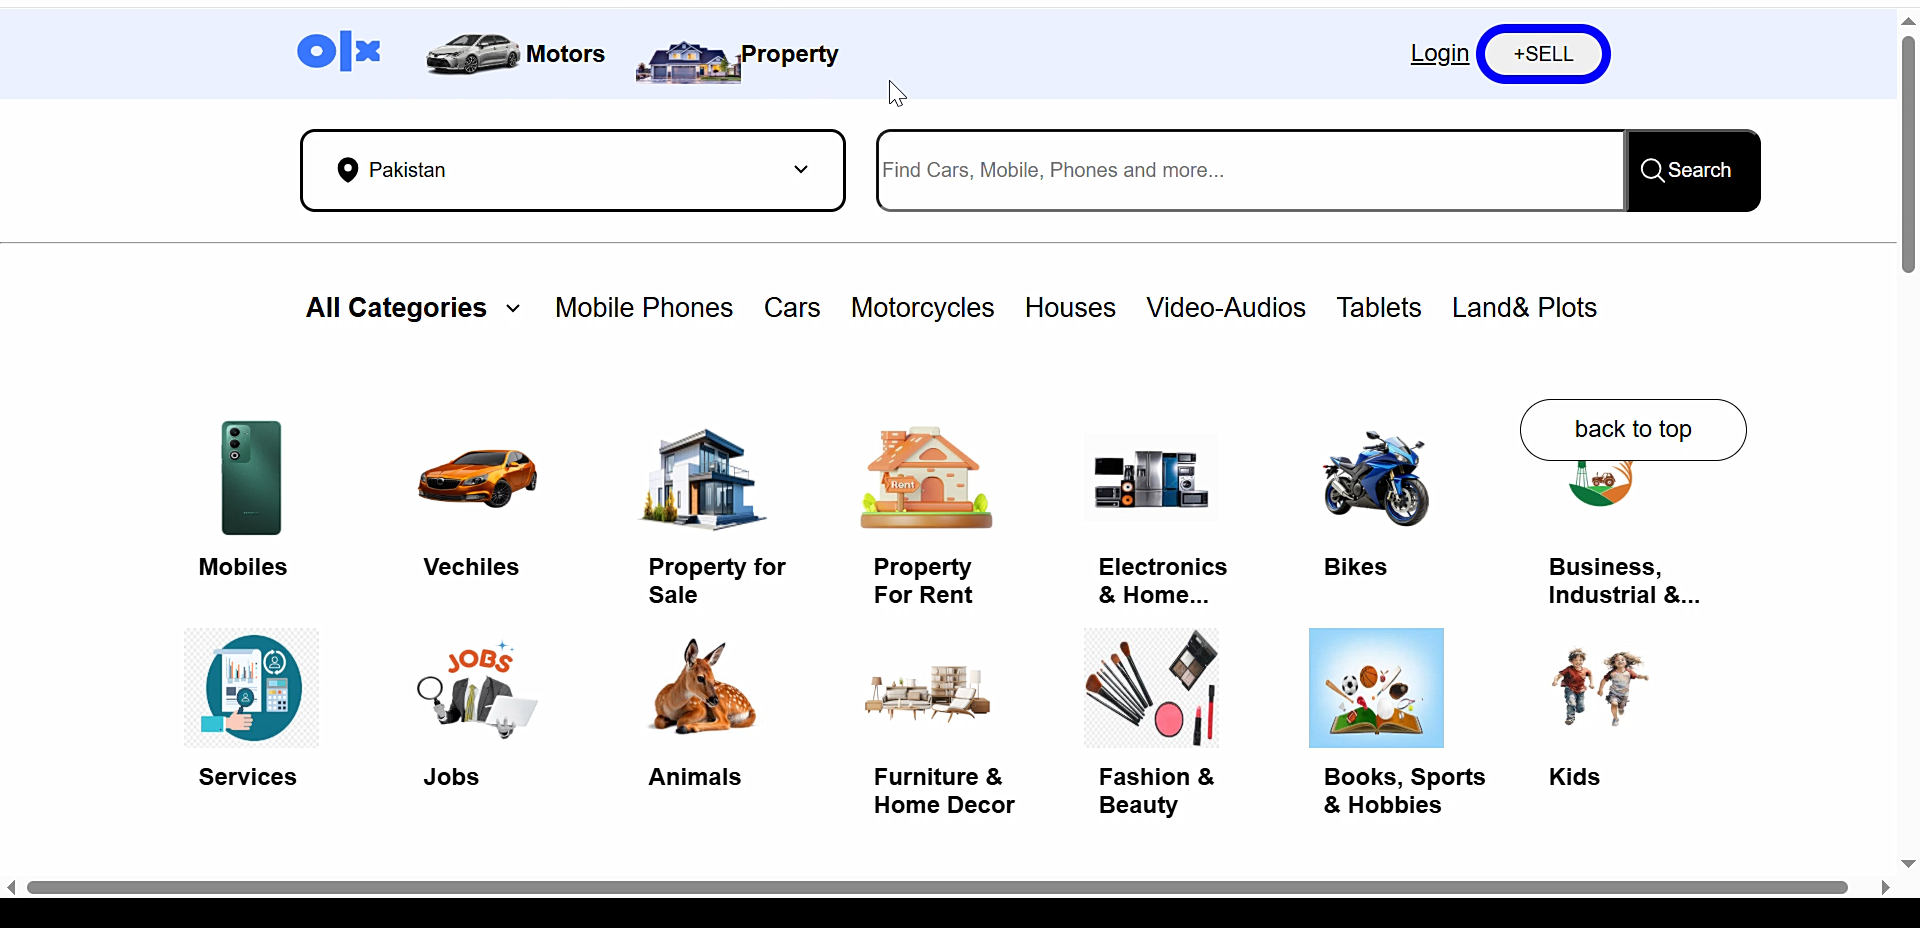 olx Motors Property Login +SELL
Pakistan Find Cars, Mobile, Phones and more... Search
All Categories Mobile Phones Cars Motorcycles Houses Video-Audios Tablets Land& Plots
back to top
Rent
Mobiles Vechiles Property for Property Electronics Bikes Business,
Sale For Rent & Home... Industrial &...
JOBS
Services Jobs Animals Furniture & Fashion & Books, Sports Kids
Home Decor Beauty & Hobbies